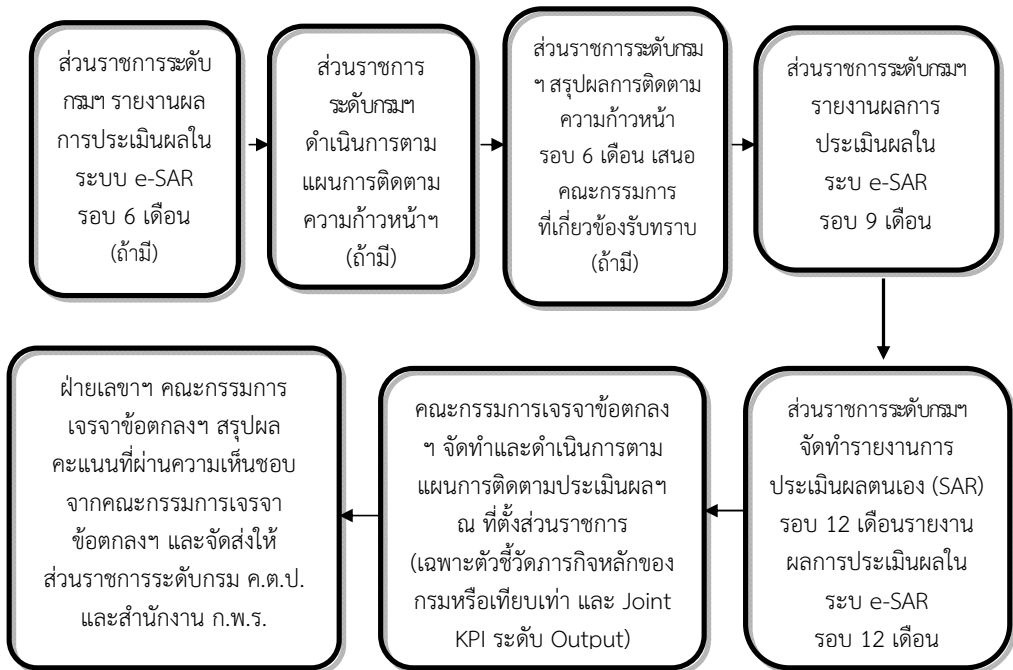 ส่วนราชการระดับ
กรมฯ รายงานผล
การประเมินผลใน
ระบบ e-SAR
รอบ 6 เดือน
(ถ้ามี)
ส่วนราชการ
ระดับกรมฯ
ดำเนินการตาม
แผนการติดตาม
ความก้าวหน้าฯ
(ถ้ามี)
ส่วนราชการระดับกรม
ฯ สรุปผลการติดตาม
ความก้าวหน้า
รอบ 6 เดือน เสนอ
คณะกรรมการ
ที่เกี่ยวข้องรับทราบ
(ถ้ามี)
ส่วนราชการระดับกรมฯ
รายงานผลการ
ประเมินผลใน
ระบ e-SAR
รอบ 9 เดือน
ส่วนราชการระดับกรมฯ
จัดทำรายงานการ
ประเมินผลตนเอง (SAR)
รอบ 12 เดือนรายงาน
ผลการประเมินผลใน
ระบ e-SAR
รอบ 12 เดือน
คณะกรรมการเจรจาข้อตกลง
ฯ จัดทำและดำเนินการตาม
แผนการติดตามประเมินผลฯ
ณ ที่ตั้งส่วนราชการ
(เฉพาะตัวชี้วัดภารกิจหลักของ
กรมหรือเทียบเท่า และ Joint
KPI ระดับ Output)
ฝ่ายเลขาฯ คณะกรรมการ
เจรจาข้อตกลงฯ สรุปผล
คะแนนที่ผ่านความเห็นชอบ
จากคณะกรรมการเจรจา
ข้อตกลงฯ และจัดส่งให้
ส่วนราชการระดับกรม ค.ต.ป.
และสำนักงาน ก.พ.ร.